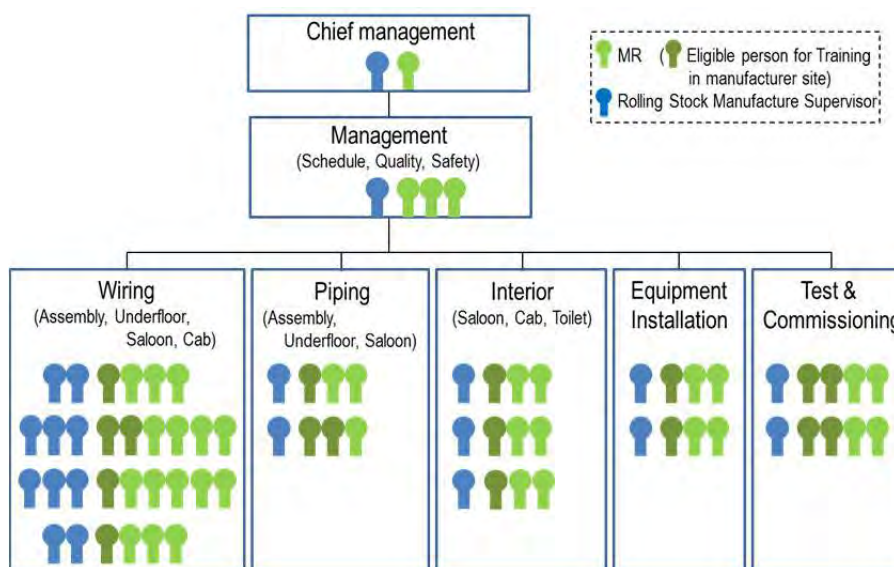 Chief management
MR (Eligible person for Training
in manufacturer site)
Rolling Stock Manufacture Supervisor
Management
(Schedule, Quality, Safety)
Wiring
(Assembly, Underfloor,
Saloon, Cab)
Piping
(Assembly,
Underfloor, Saloon)
Interior
(Saloon, Cab, Toilet)
Equipment
Installation
Test &
Commissioning